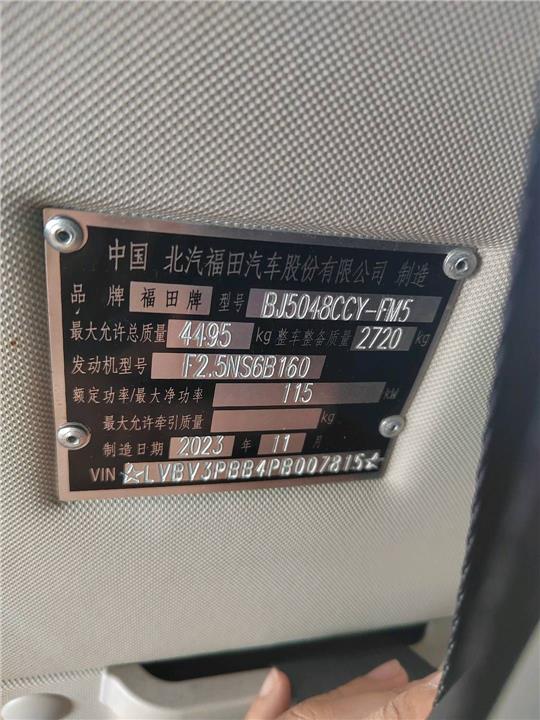 中国 北汽福田汽车股份有限公司 制造
品 牌 福田牌 型号 BJ5048CCY-FM5
最大允许总质量 4495 kg 整车整备质量 2720 kg
发动机型号 F2.5NS6B160
额定功率/最大净功率 115 kW
最大允许牵引质量 kg
制造日期 2023 年 11 月
VIN ☆LVBV3PBB4PB007815☆